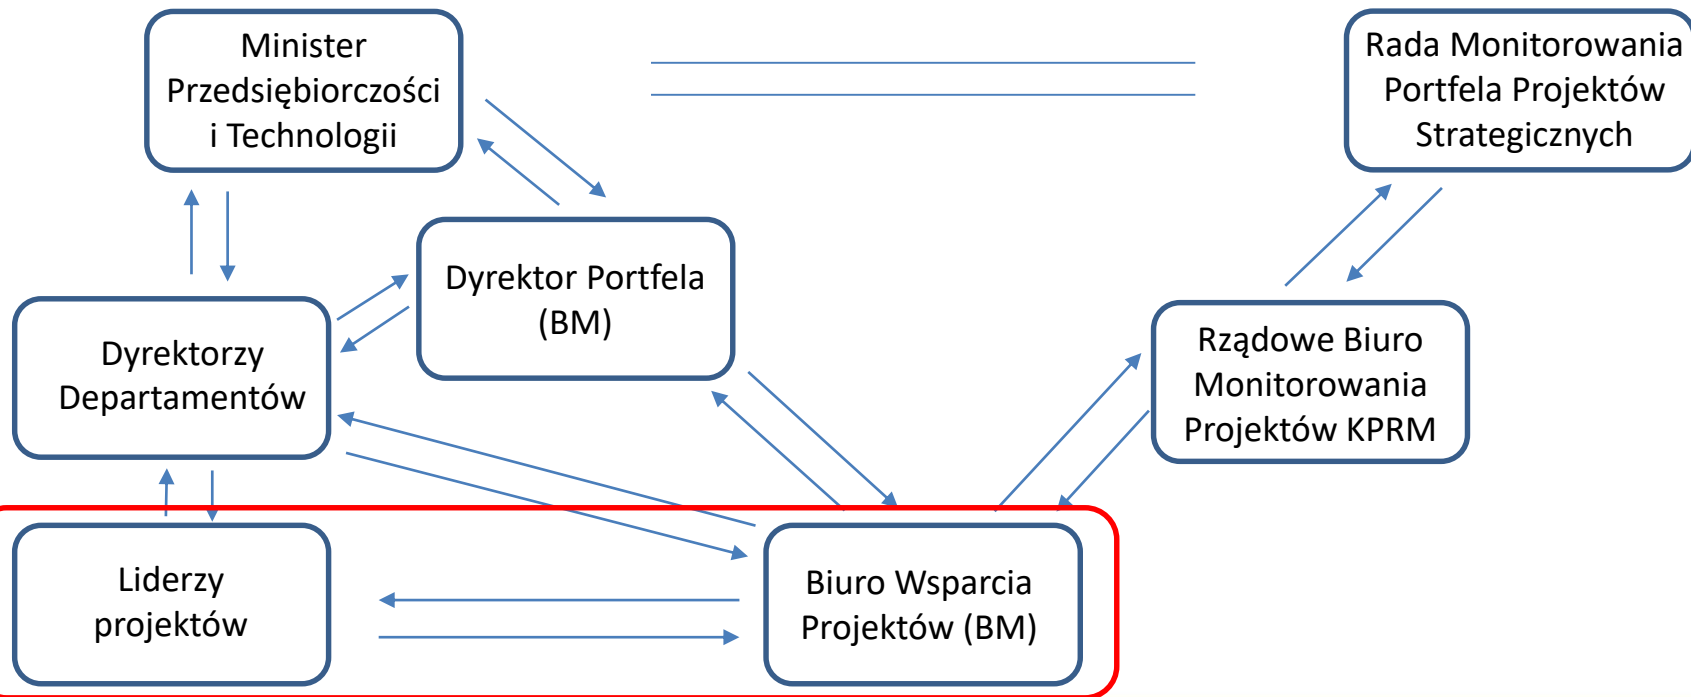 Minister
Przedsiębiorczości
i Technologii
Rada Monitorowania
Portfela Projektów
Strategicznych
Dyrektor Portfela
(BM)
Dyrektorzy
Departamentów
Rządowe Biuro
Monitorowania
Projektów KPRM
Liderzy
projektów
Biuro Wsparcia
Projektów (BM)